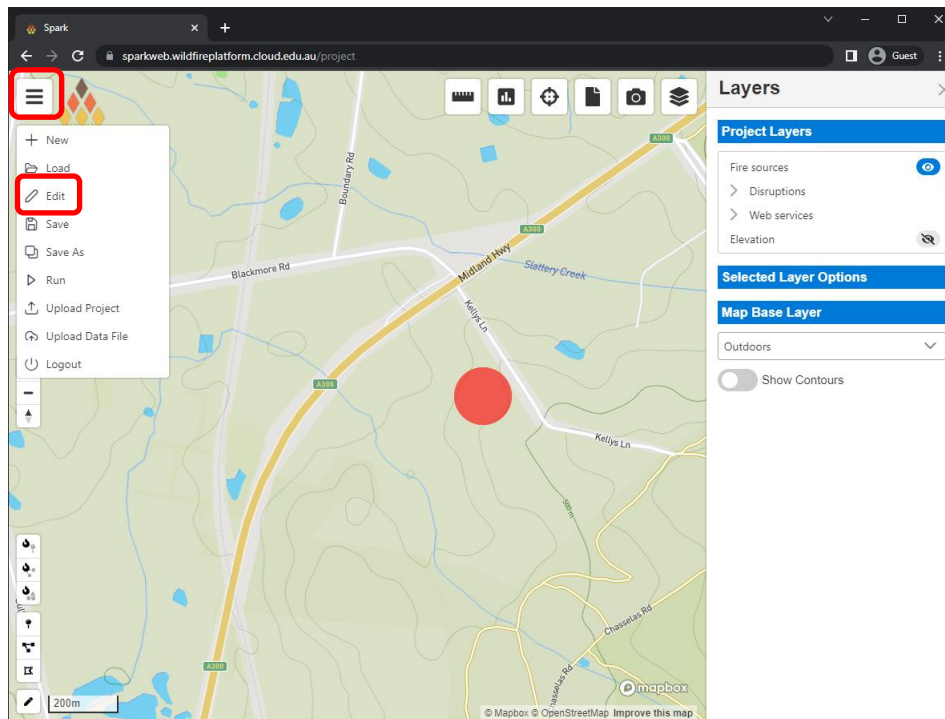 Spark
sparkweb.wildfireplatform.cloud.edu.au/project
Guest
New
Load
Edit
Save
Save As
Run
Upload Project
Upload Data File
Logout
Boundary Rd
A300
A300
Blackmore Rd
Midland Hwy
Slattery Creek
Kellys Ln
A300
Kellys Ln
500 m
Chasselas Rd
A300
200m
mapbox
© Mapbox © OpenStreetMap Improve this map
Layers
Project Layers
Fire sources
Disruptions
Web services
Elevation
Selected Layer Options
Map Base Layer
Outdoors
Show Contours